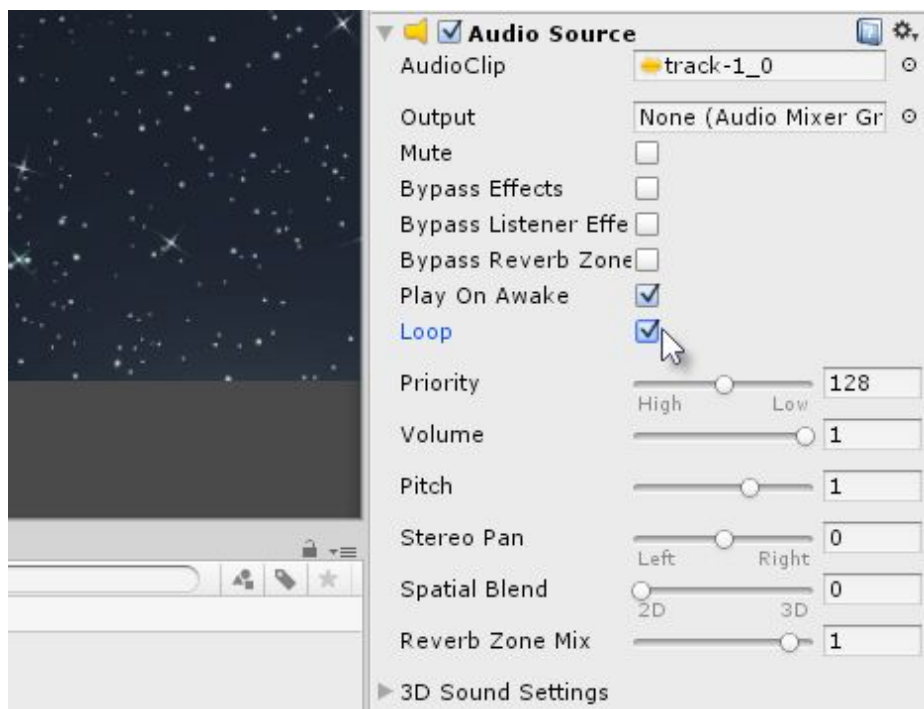 Audio Source
AudioClip track-1_0
Output None (Audio Mixer Gr
Mute
Bypass Effects
Bypass Listener Effe
Bypass Reverb Zone
Play On Awake
Loop
Priority 128
High Low
Volume 1
Pitch 1
Stereo Pan 0
Left Right
Spatial Blend 0
2D 3D
Reverb Zone Mix 1
3D Sound Settings